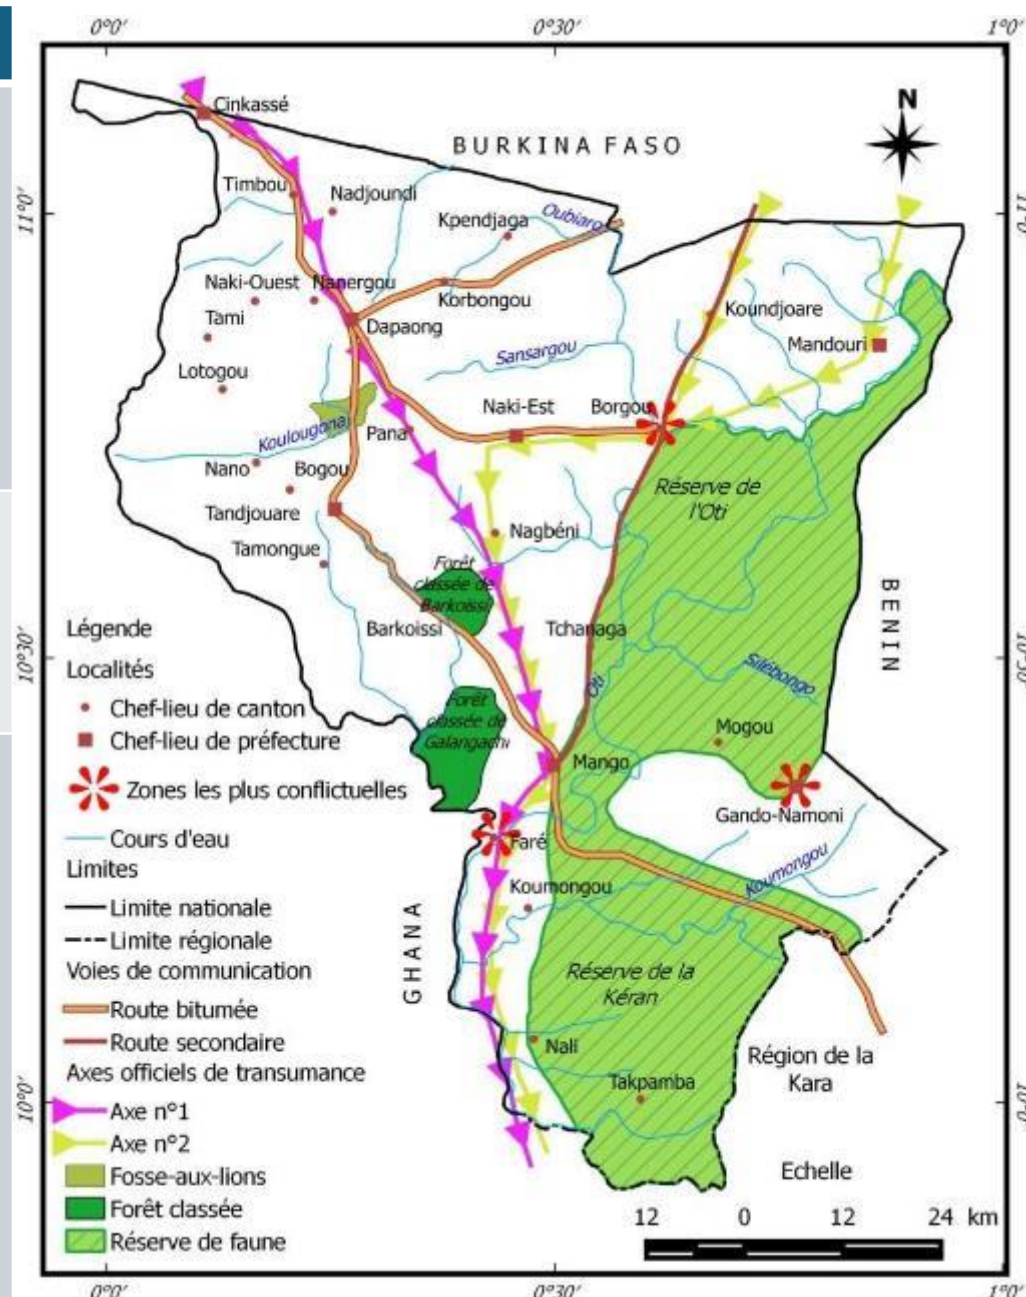 0°0'
0°30'
1°0'
N
Cinkassé
BURKINA FASO
Timbou
Nadjoundi
11°0'
Kpendjaga
Naki-Ouest
Nanergou
Korbongou
Koundjoare
Tami
Dapaong
Mandouri
Sansargou
Lotogou
Naki-Est
Borgou
Koulougona
Pana
Nano
Bogou
Réserve de
l'Oti
Tandjouare
Nagbéni
Tamongue
Forêt
classée de
Barkoissi
BENIN
Barkoissi
Tchanaga
10°30'
Oti
Silébongo
Forêt
classée de
Galangachi
Mogou
Mango
Gando-Namoni
Faré
Koumongou
Koumongou
GHANA
Réserve de la
Kéran
Nali
Région de la
Kara
Takpamba
10°0'
Légende
Localités
Chef-lieu de canton
Chef-lieu de préfecture
Zones les plus conflictuelles
Cours d'eau
Limites
Limite nationale
Limite régionale
Voies de communication
Route bitumée
Route secondaire
Axes officiels de transumance
Axe n°1
Axe n°2
Fosse-aux-lions
Forêt classée
Réserve de faune
Echelle
12 0 12 24 km
0°0'
0°30'
1°0'